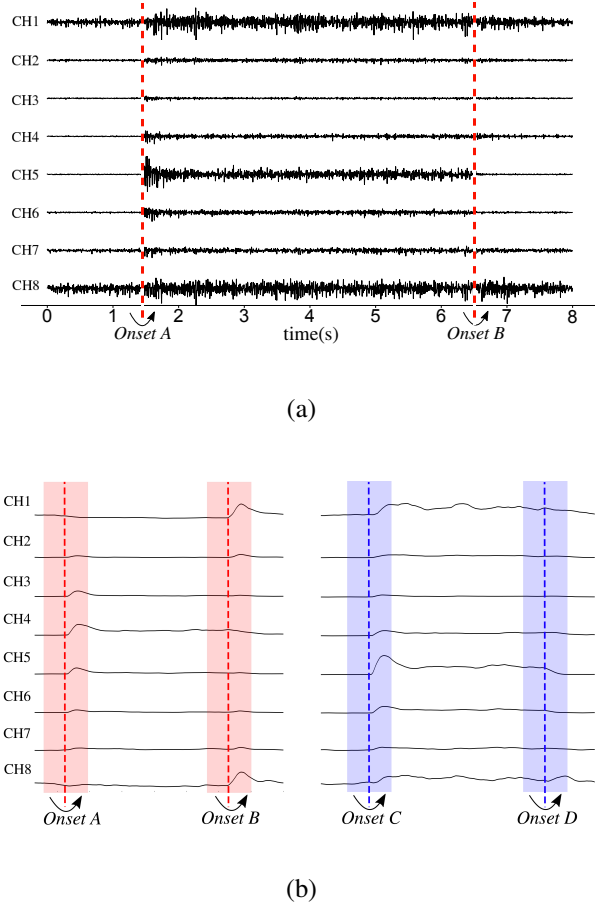 CH1
CH2
CH3
CH4
CH5
CH6
CH7
CH8
0 1 2 3 4 5 6 7 8
Onset A time(s) Onset B
(a)
CH1
CH2
CH3
CH4
CH5
CH6
CH7
CH8
Onset A Onset B Onset C Onset D
(b)